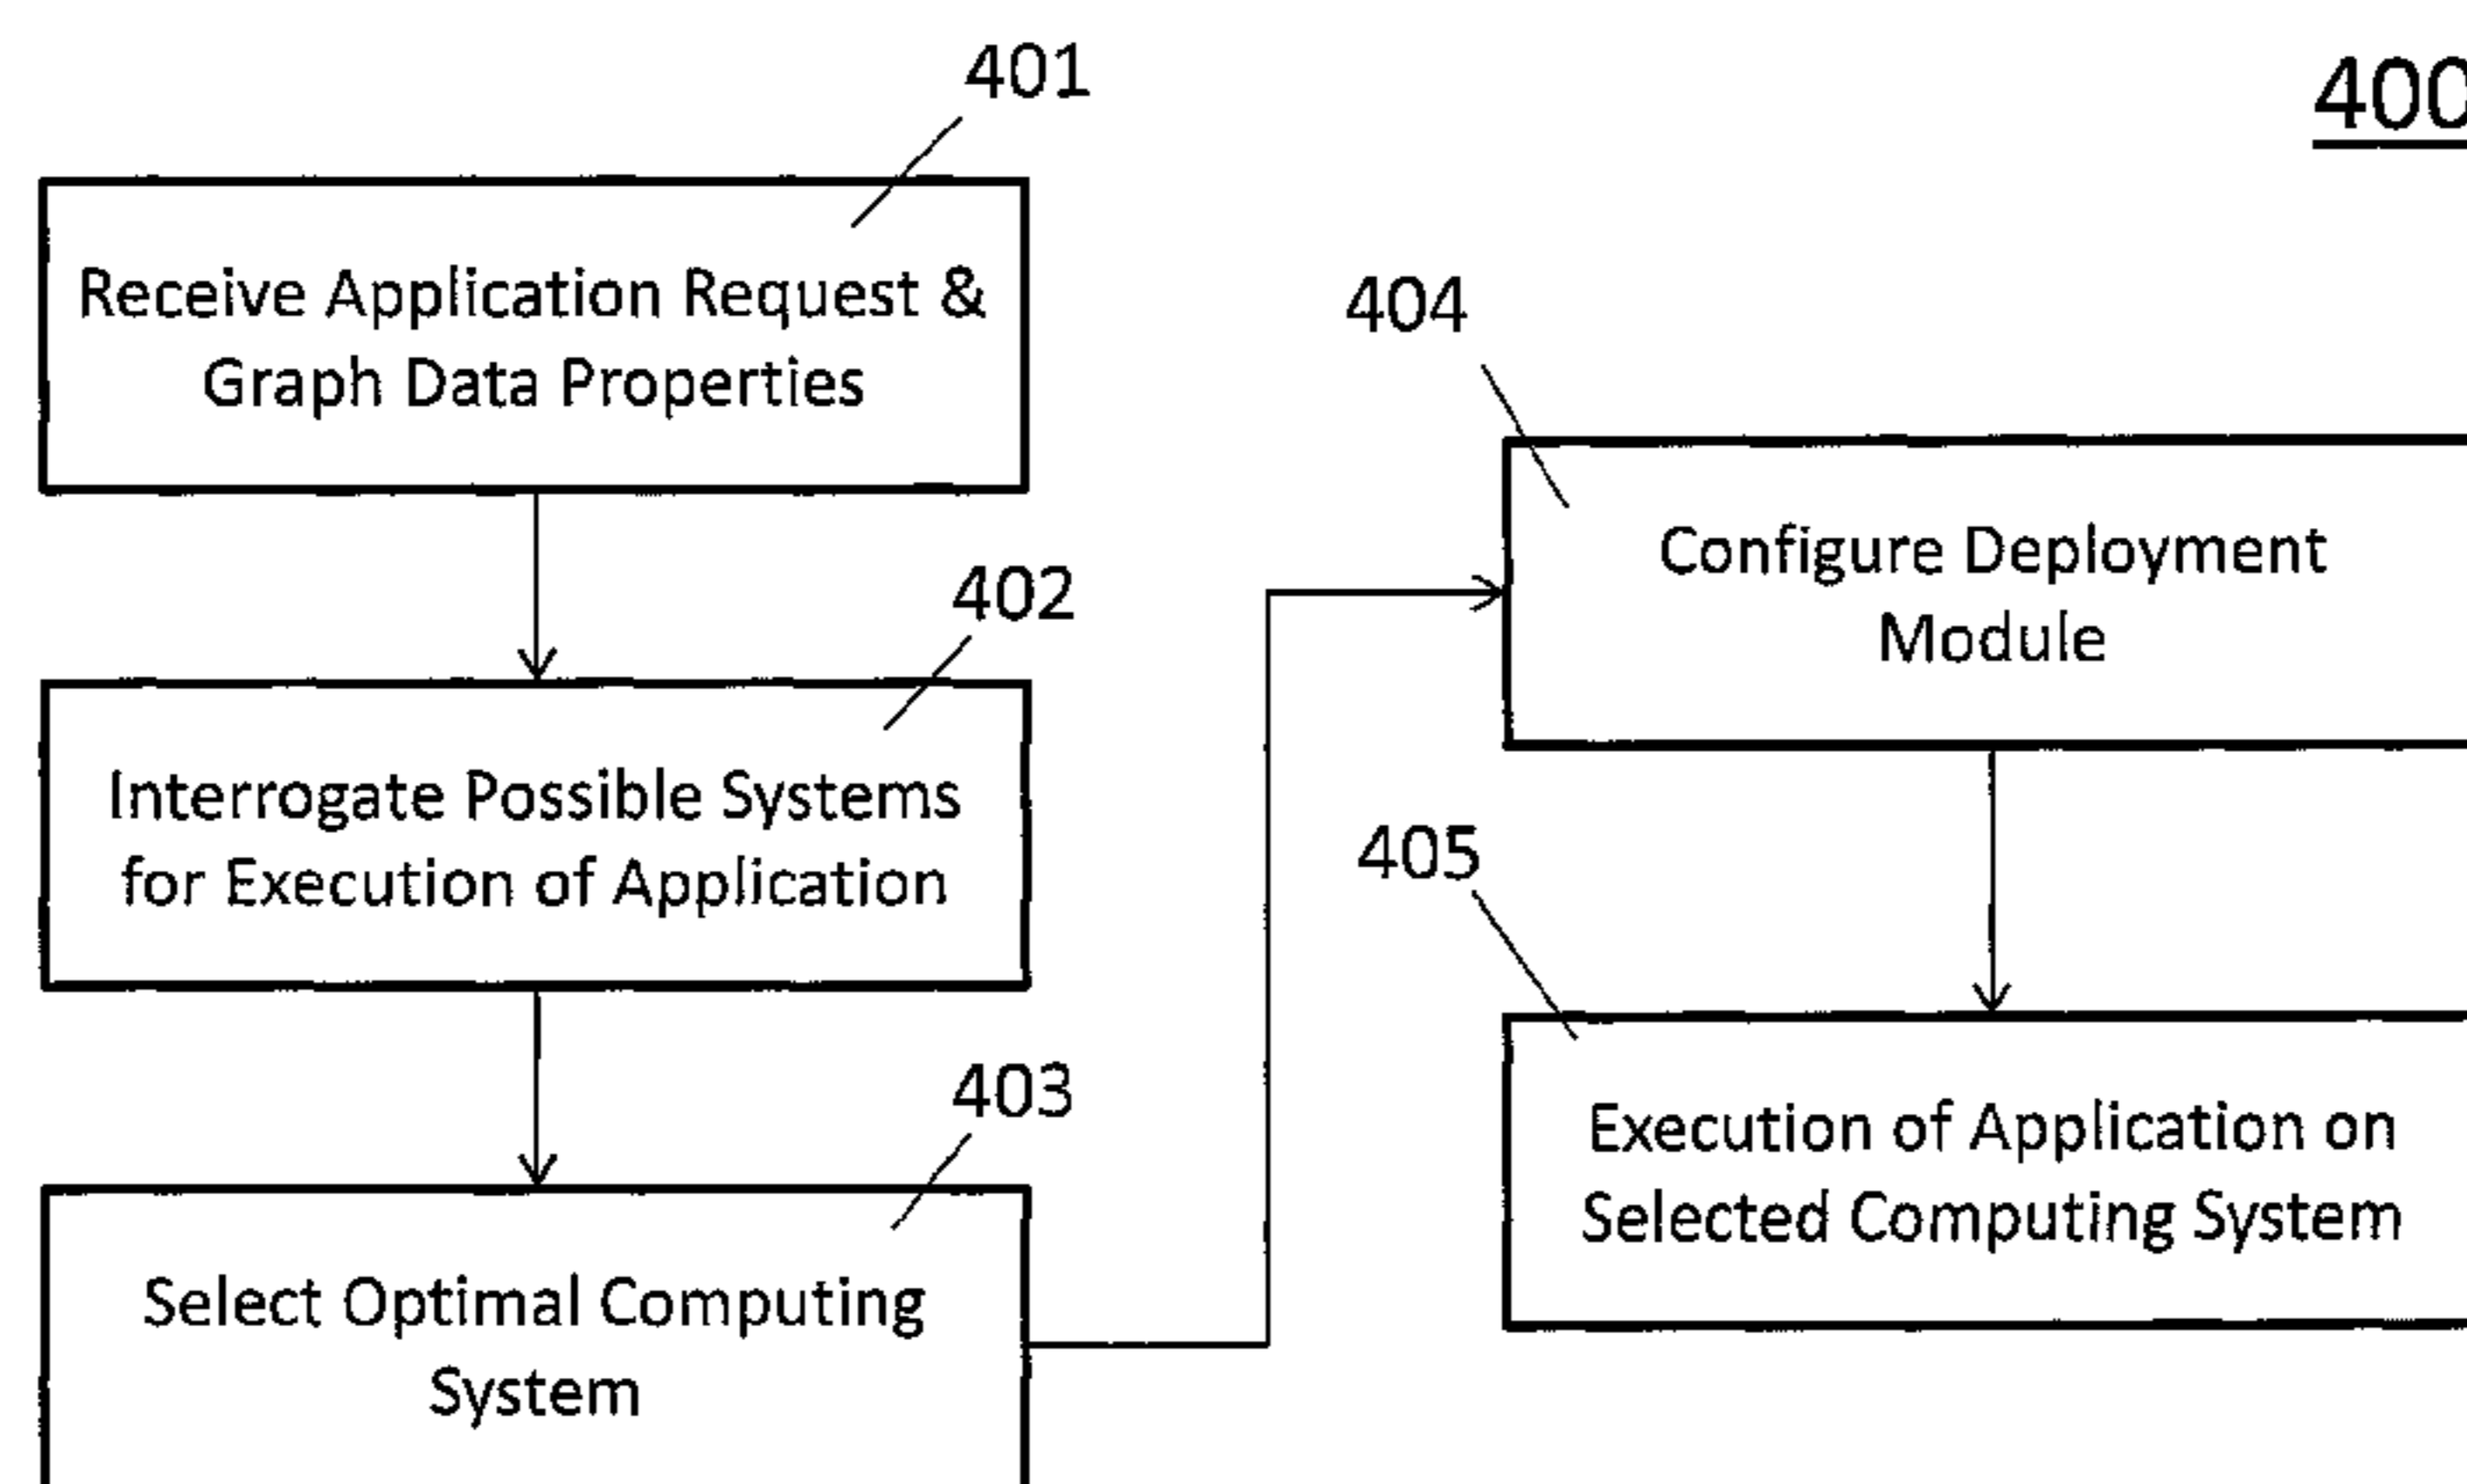 400
401
Receive Application Request &
Graph Data Properties
402
Interrogate Possible Systems
for Execution of Application
403
Select Optimal Computing
System
404
Configure Deployment
Module
405
Execution of Application on
Selected Computing System